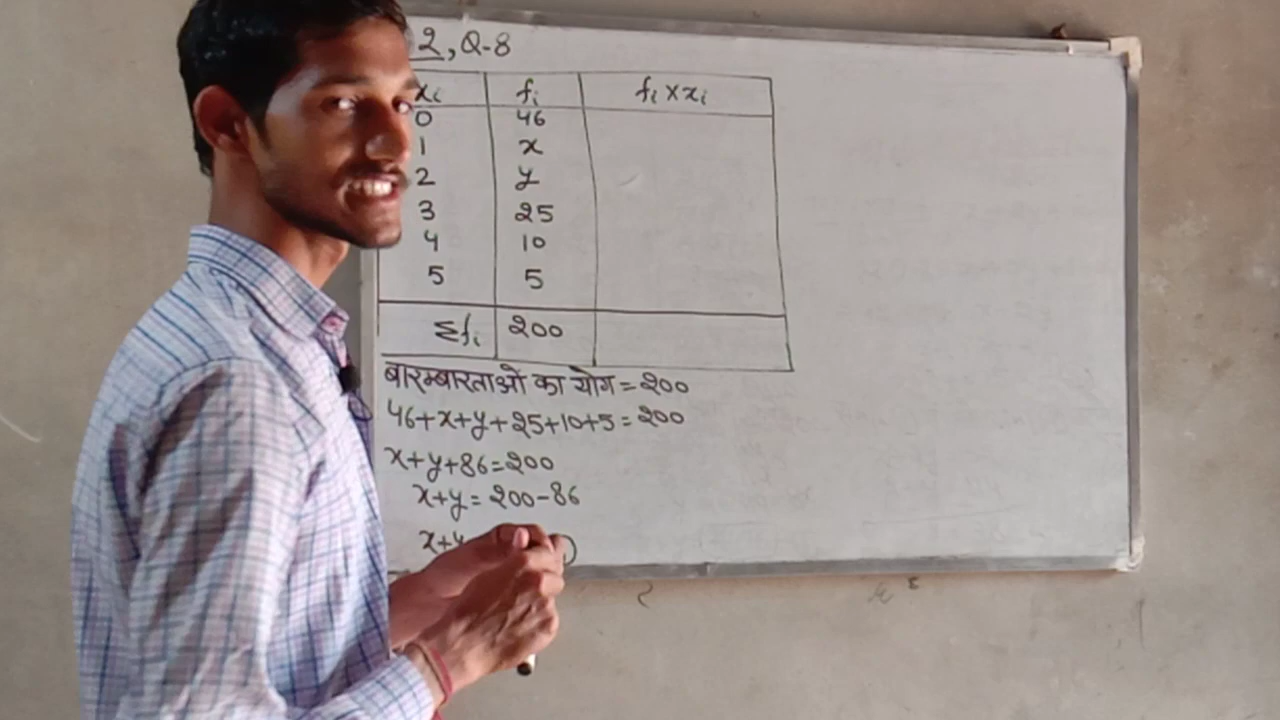 2, Q-8
xi fi fi×xi
0 46
1 x
2 y
3 25
4 10
5 5
Σfi 200
बारम्बारताओं का योग = 200
46+x+y+25+10+5=200
x+y+86=200
x+y=200-86
x+y